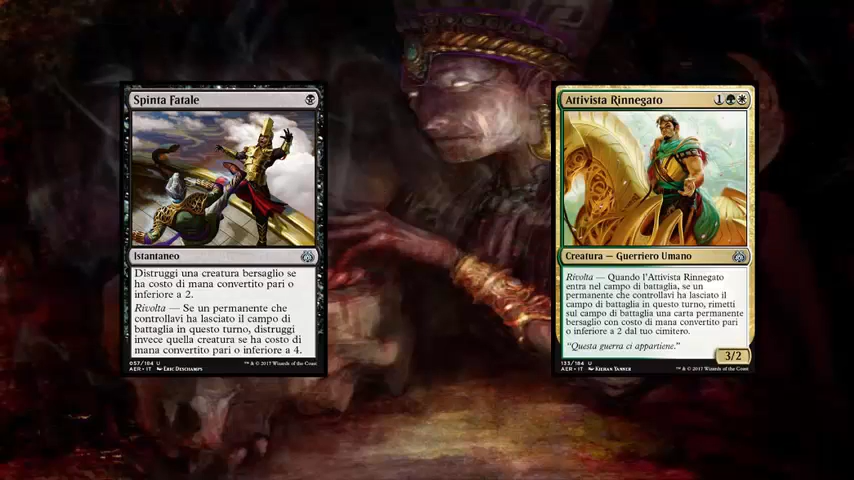 Spinta Fatale
Istantaneo
Distruggi una creatura bersaglio se
ha costo di mana convertito pari o
inferiore a 2.
Rivolta — Se un permanente che
controllavi ha lasciato il campo di
battaglia in questo turno, distruggi
invece quella creatura se ha costo di
mana convertito pari o inferiore a 4.
057/184 U
AER • IT ERIC DESCHAMPS
™ & © 2017 Wizards of the Coast
Attivista Rinnegato
1
Creatura — Guerriero Umano
Rivolta — Quando l'Attivista Rinnegato
entra nel campo di battaglia, se un
permanente che controllavi ha lasciato il
campo di battaglia in questo turno, rimetti
sul campo di battaglia una carta permanente
bersaglio con costo di mana convertito pari
o inferiore a 2 dal tuo cimitero.
"Questa guerra ci appartiene."
3/2
133/184 U
AER • IT KIERAN YANNER
™ & © 2017 Wizards of the Coast